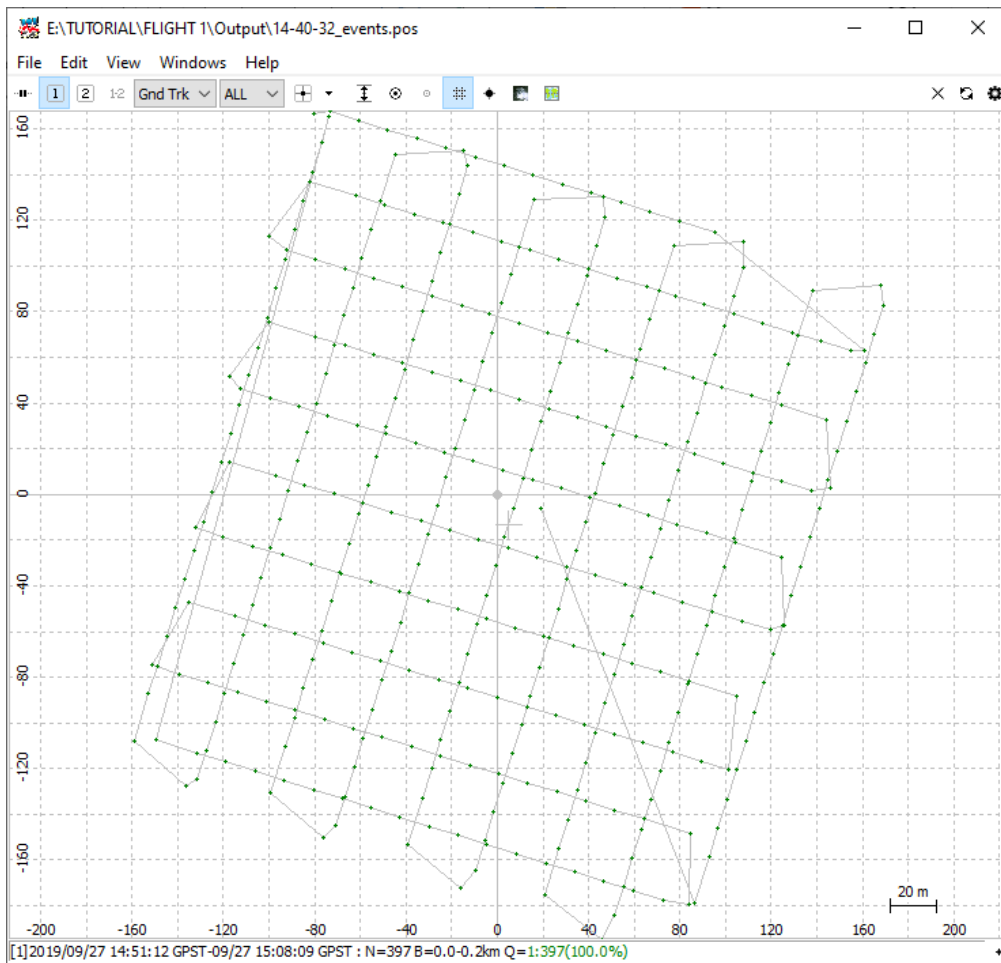 E:\TUTORIAL\FLIGHT 1\Output\14-40-32_events.pos
File Edit View Windows Help
1 2 1-2 Gnd Trk ALL
160
120
80
40
0
-40
-80
-120
-160
20 m
-200 -160 -120 -80 -40 0 40 80 120 160 200
[1]2019/09/27 14:51:12 GPST-09/27 15:08:09 GPST : N=397 B=0.0-0.2km Q=1:397(100.0%)